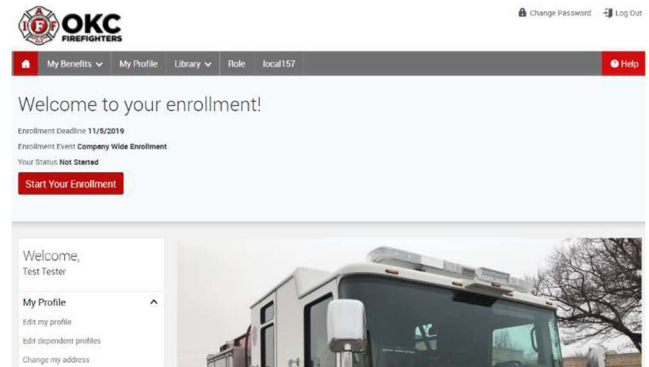 IAFF
OKC
FIREFIGHTERS
Change Password
Log Out
My Benefits
My Profile
Library
Role
local157
Help
Welcome to your enrollment!
Enrollment Deadline 11/5/2019
Enrollment Event Company Wide Enrollment
Your Status Not Started
Start Your Enrollment
Welcome,
Test Tester
My Profile
Edit my profile
Edit dependent profiles
Change my address